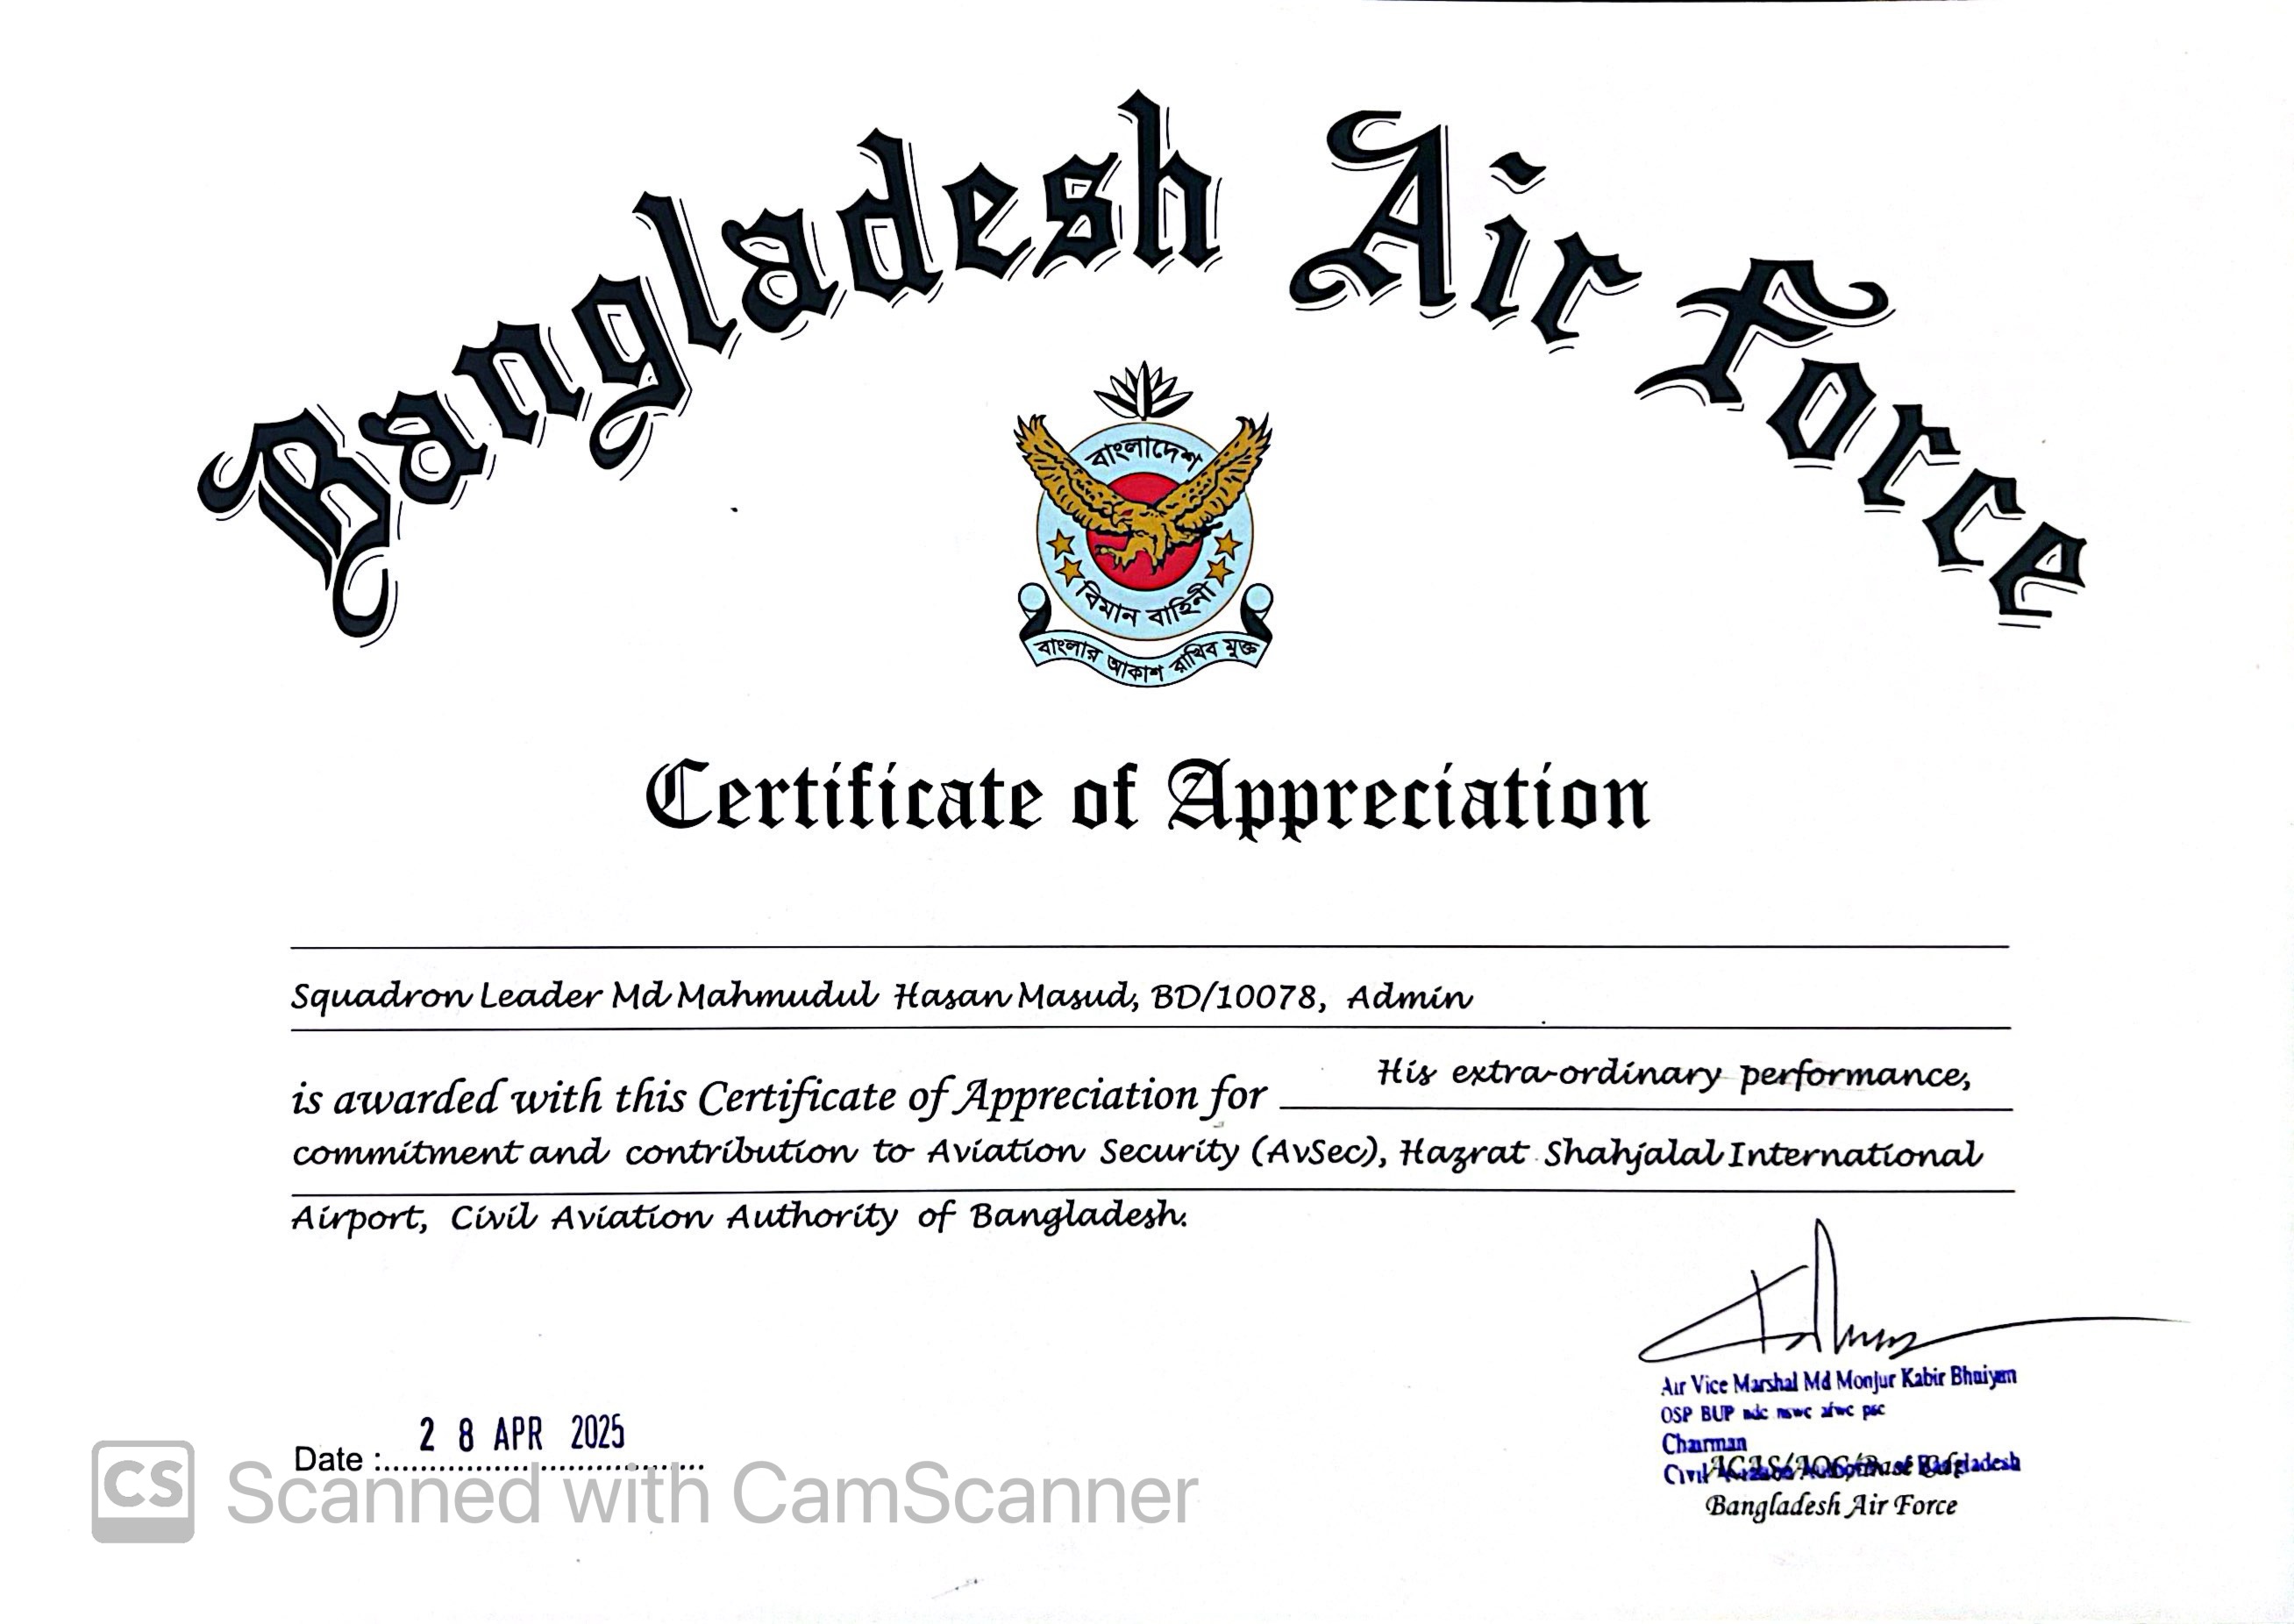 Bangladesh Air Force
বাংলাদেশ
বিমান বাহিনী
বাংলার আকাশ রাখিব মুক্ত
Certificate of Appreciation
Squadron Leader Md Mahmudul Hasan Masud, BD/10078, Admin
is awarded with this Certificate of Appreciation for His extra-ordinary performance,
commitment and contribution to Aviation Security (AvSec), Hazrat Shahjalal International
Airport, Civil Aviation Authority of Bangladesh.
Air Vice Marshal Md Monjur Kabir Bhuiyan
OSP BUP ndc nswc afwc psc
Chairman
Civil Aviation Authority of Bangladesh
ACAS/AOC/Base Cdr
Bangladesh Air Force
Date : 28 APR 2025
CS Scanned with CamScanner